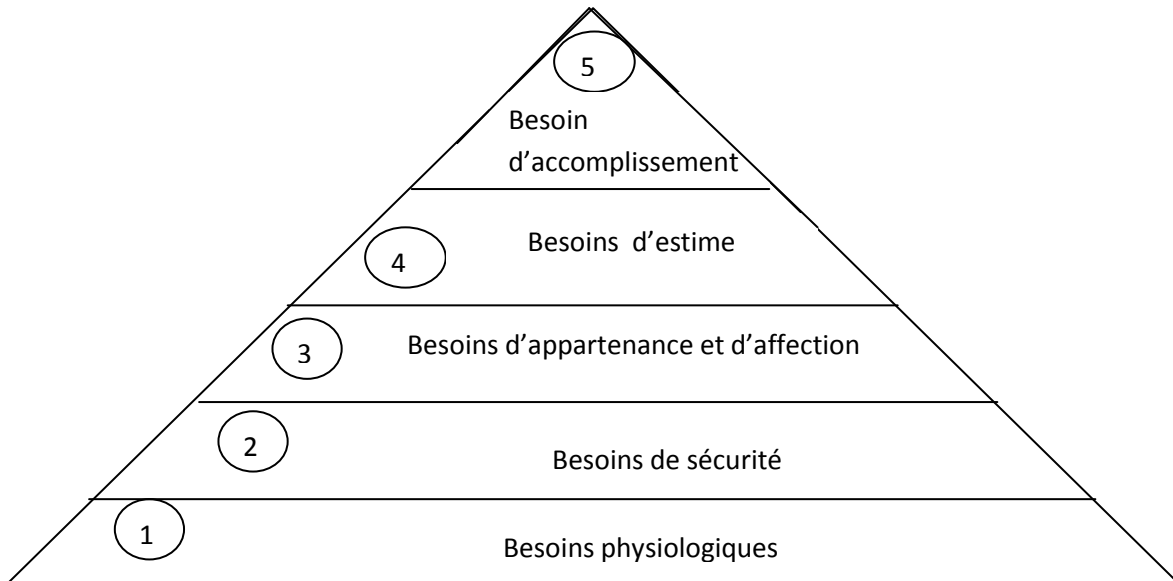 5
Besoin
d’accomplissement
Besoins d’estime
4
Besoins d’appartenance et d’affection
3
2
Besoins de sécurité
1
Besoins physiologiques